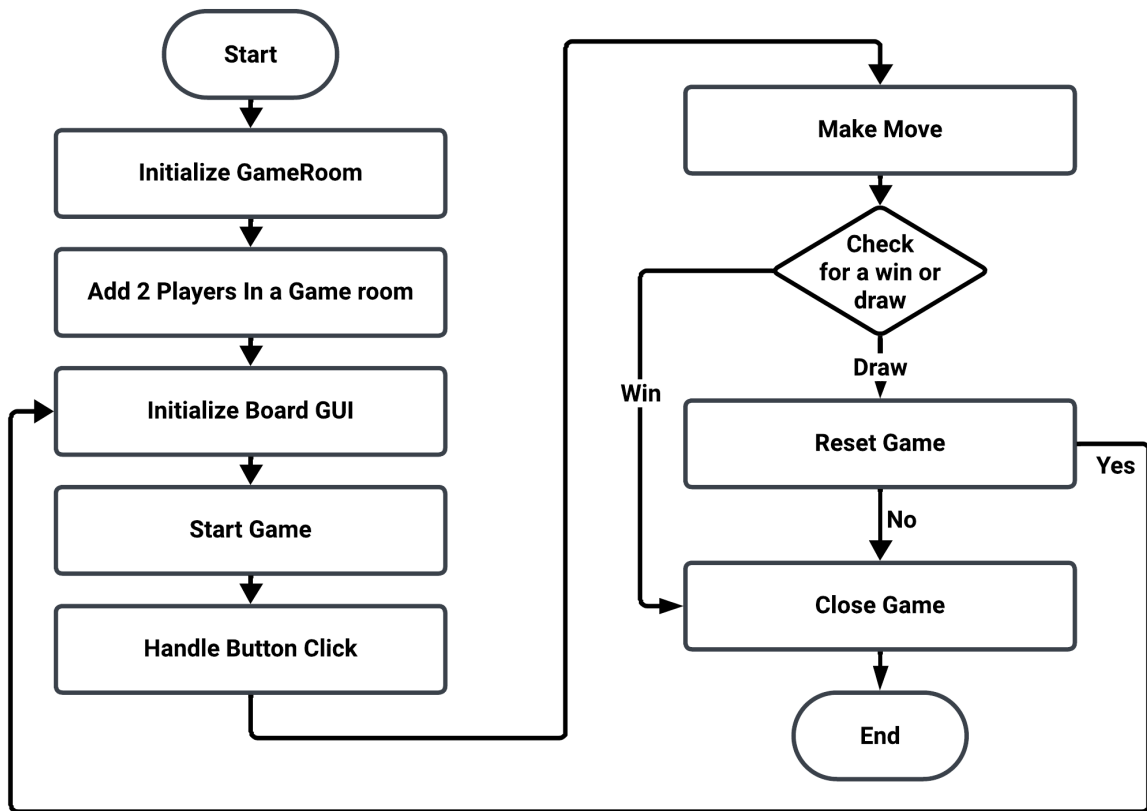 Start
Initialize GameRoom
Add 2 Players In a Game room
Initialize Board GUI
Start Game
Handle Button Click
Make Move
Check
for a win or
draw
Draw
Win
Reset Game
Yes
No
Close Game
End